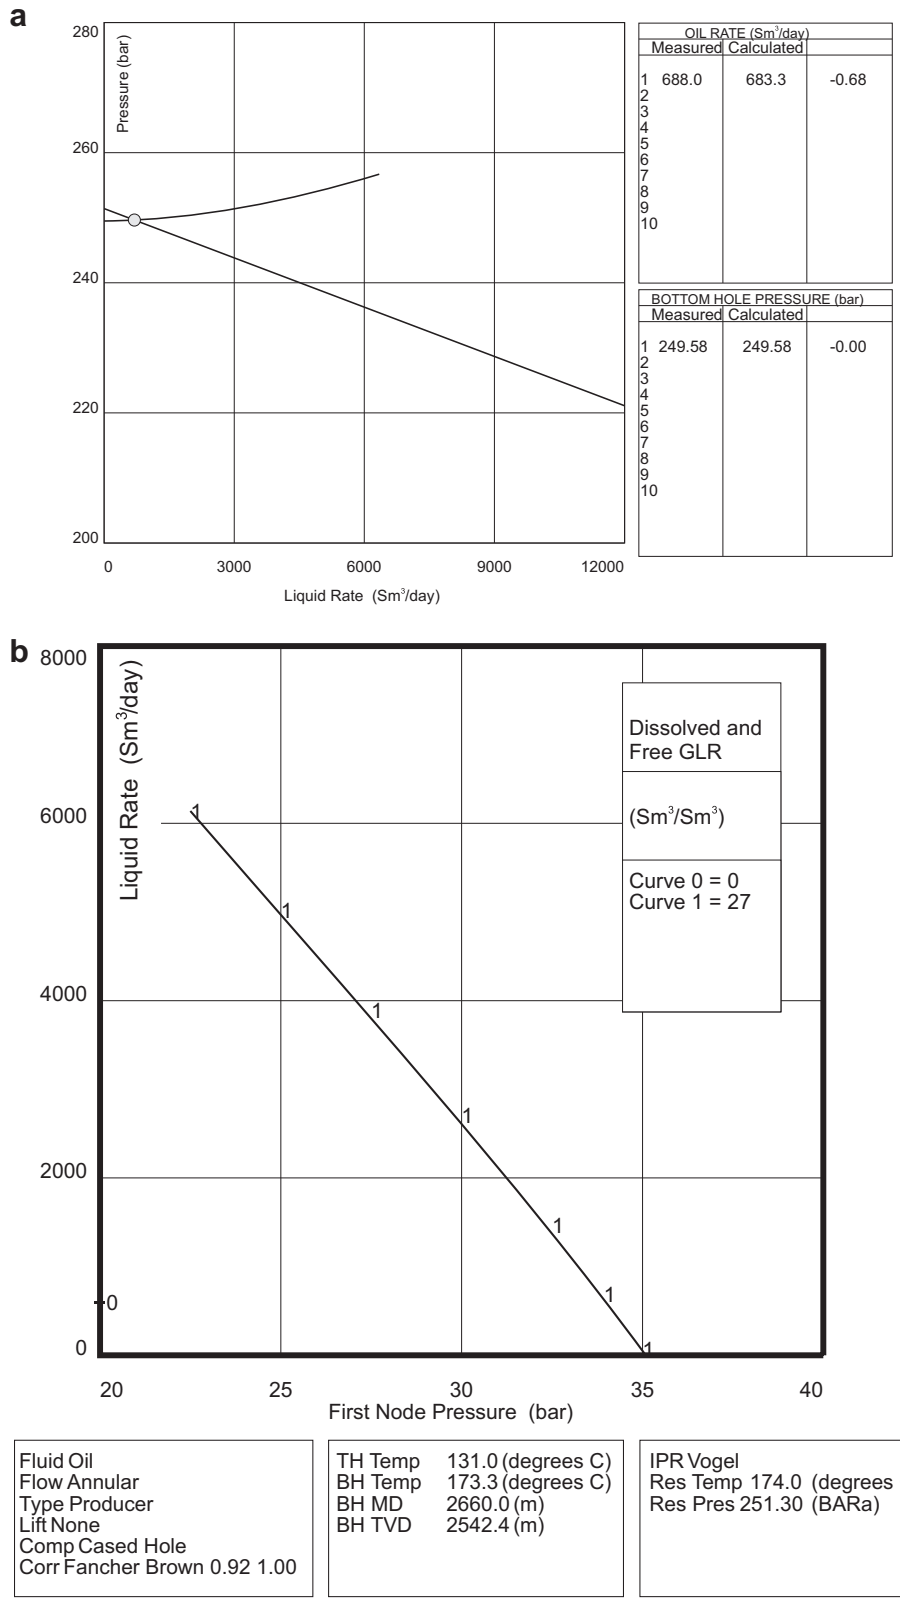 a
280
260
240
220
200
Pressure (bar)
0 3000 6000 9000 12000
Liquid Rate (Sm³/day)
OIL RATE (Sm³/day)
Measured Calculated
1 688.0 683.3 -0.68
2
3
4
5
6
7
8
9
10
BOTTOM HOLE PRESSURE (bar)
Measured Calculated
1 249.58 249.58 -0.00
2
3
4
5
6
7
8
9
10
b
8000
6000
4000
2000
0
0
Liquid Rate (Sm³/day)
1
1
1
1
1
1
1
Dissolved and
Free GLR
(Sm³/Sm³)
Curve 0 = 0
Curve 1 = 27
20 25 30 35 40
First Node Pressure (bar)
Fluid Oil
Flow Annular
Type Producer
Lift None
Comp Cased Hole
Corr Fancher Brown 0.92 1.00
TH Temp 131.0 (degrees C)
BH Temp 173.3 (degrees C)
BH MD 2660.0 (m)
BH TVD 2542.4 (m)
IPR Vogel
Res Temp 174.0 (degrees
Res Pres 251.30 (BARa)